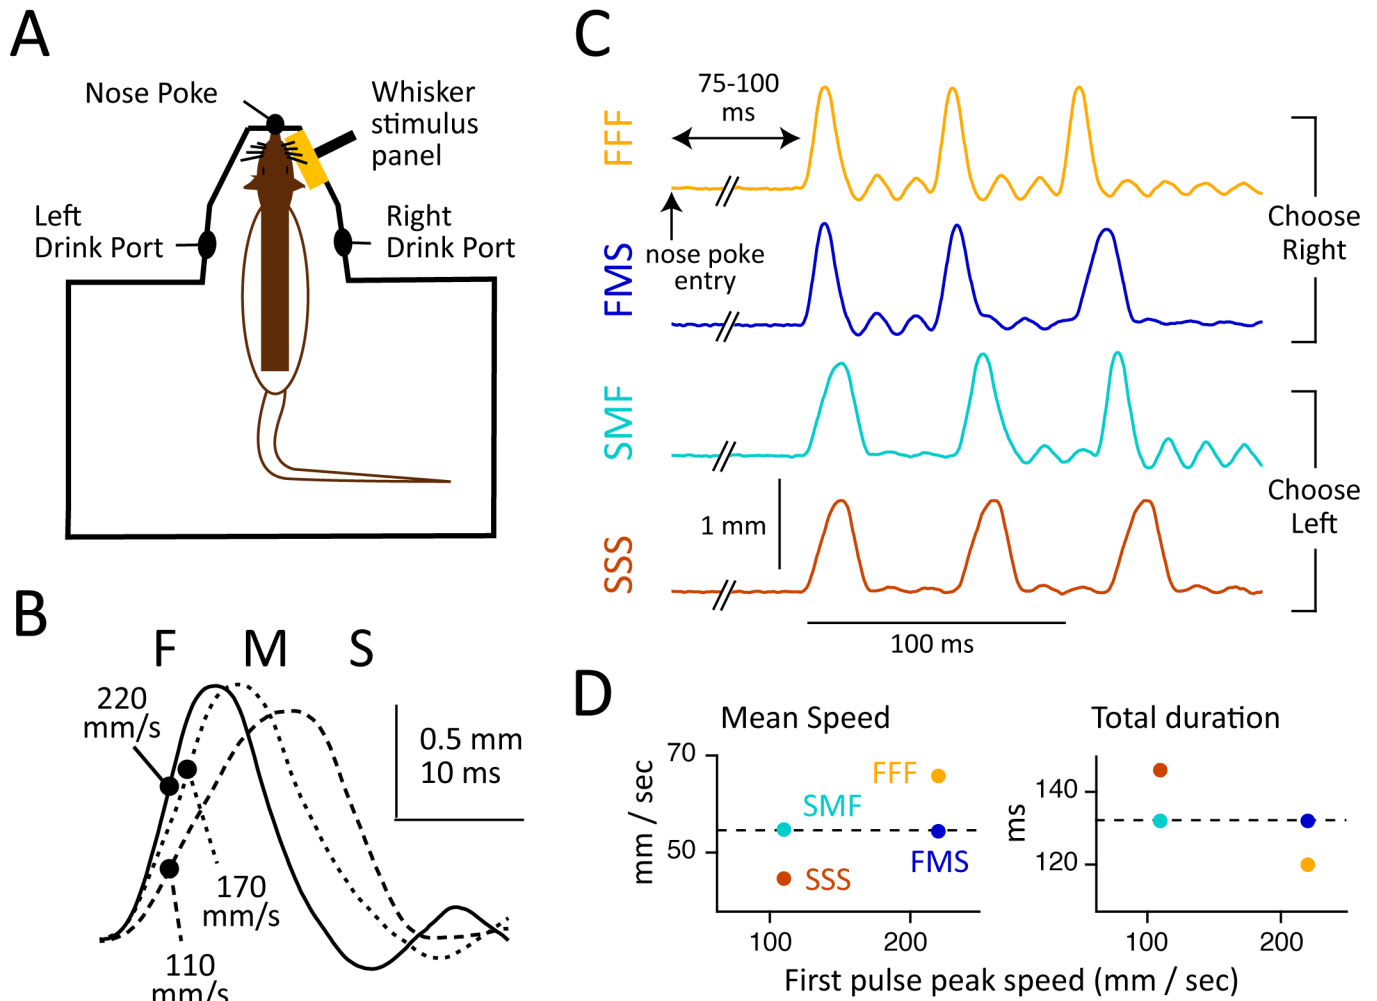 A
Nose Poke
Whisker
stimulus
panel
Left
Drink Port
Right
Drink Port
B
F M S
220
mm/s
0.5 mm
10 ms
170
mm/s
110
mm/s
C
75-100
ms
FFF
nose poke
entry
FMS
Choose
Right
SMF
1 mm
SSS
Choose
Left
100 ms
D
Mean Speed
70
50
mm / sec
FFF
SMF
SSS
FMS
100 200
Total duration
140
120
ms
100 200
First pulse peak speed (mm / sec)